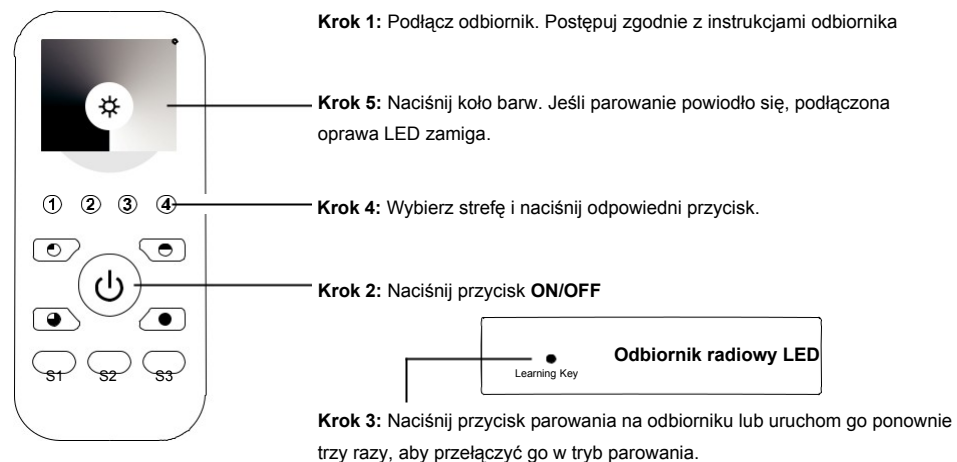 Krok 1: Podłącz odbiornik. Postępuj zgodnie z instrukcjami odbiornika
Krok 5: Naciśnij koło barw. Jeśli parowanie powiodło się, podłączona
oprawa LED zamiga.
1 2 3 4
Krok 4: Wybierz strefę i naciśnij odpowiedni przycisk.
Krok 2: Naciśnij przycisk ON/OFF
Odbiornik radiowy LED
Learning Key
S1 S2 S3
Krok 3: Naciśnij przycisk parowania na odbiorniku lub uruchom go ponownie
trzy razy, aby przełączyć go w tryb parowania.